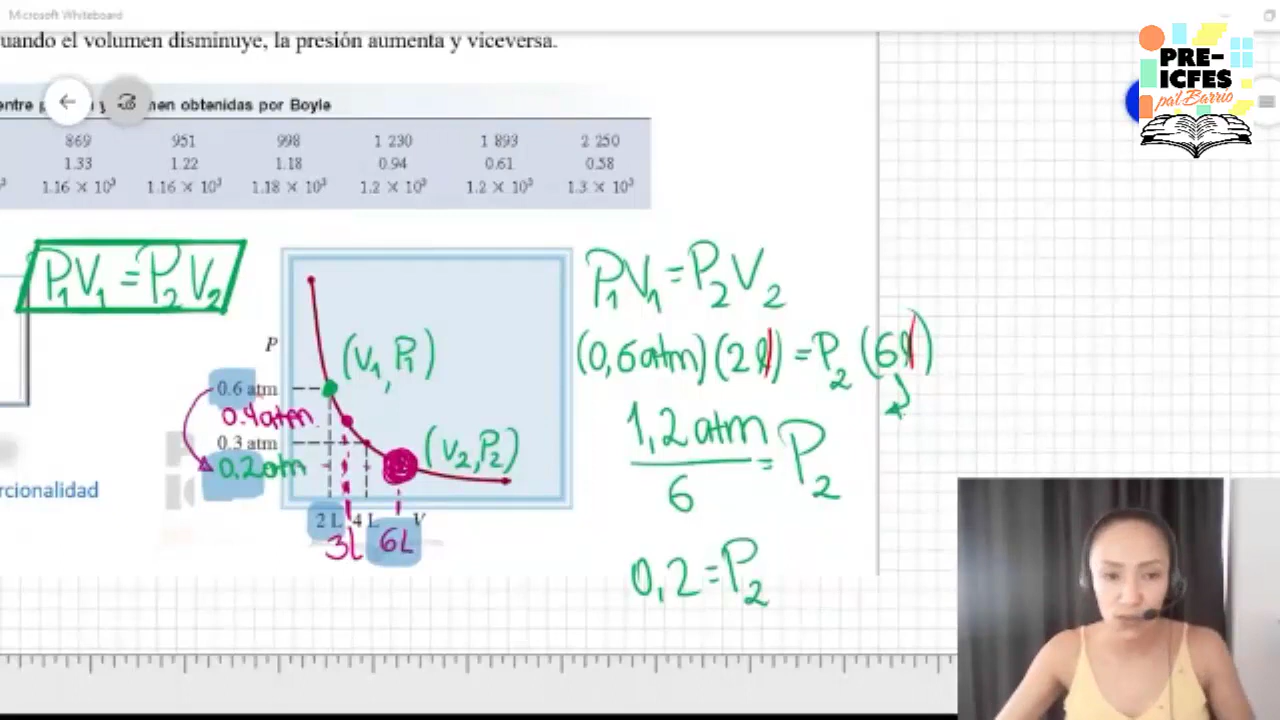 Microsoft Whiteboard
uando el volumen disminuye, la presión aumenta y viceversa.
PRE-
ICFES
pa'l Barrio
entre
men obtenidas por Boyle
869 951 998 1 230 1 893 2 250
1.33 1.22 1.18 0.94 0.61 0.58
1.16 × 10³ 1.16 × 10³ 1.18 × 10³ 1.2 × 10³ 1.2 × 10³ 1.3 × 10³
P₁V₁ = P₂V₂
P
(V₁, P₁)
0.6 atm
0.4atm
0.3 atm
0.2atm
(V₂, P₂)
2 L 4 L V
3L 6L
rcionalidad
P₁V₁ = P₂V₂
(0,6atm)(2l) = P₂ (6l)
1,2atm
= P₂
6
0,2 = P₂